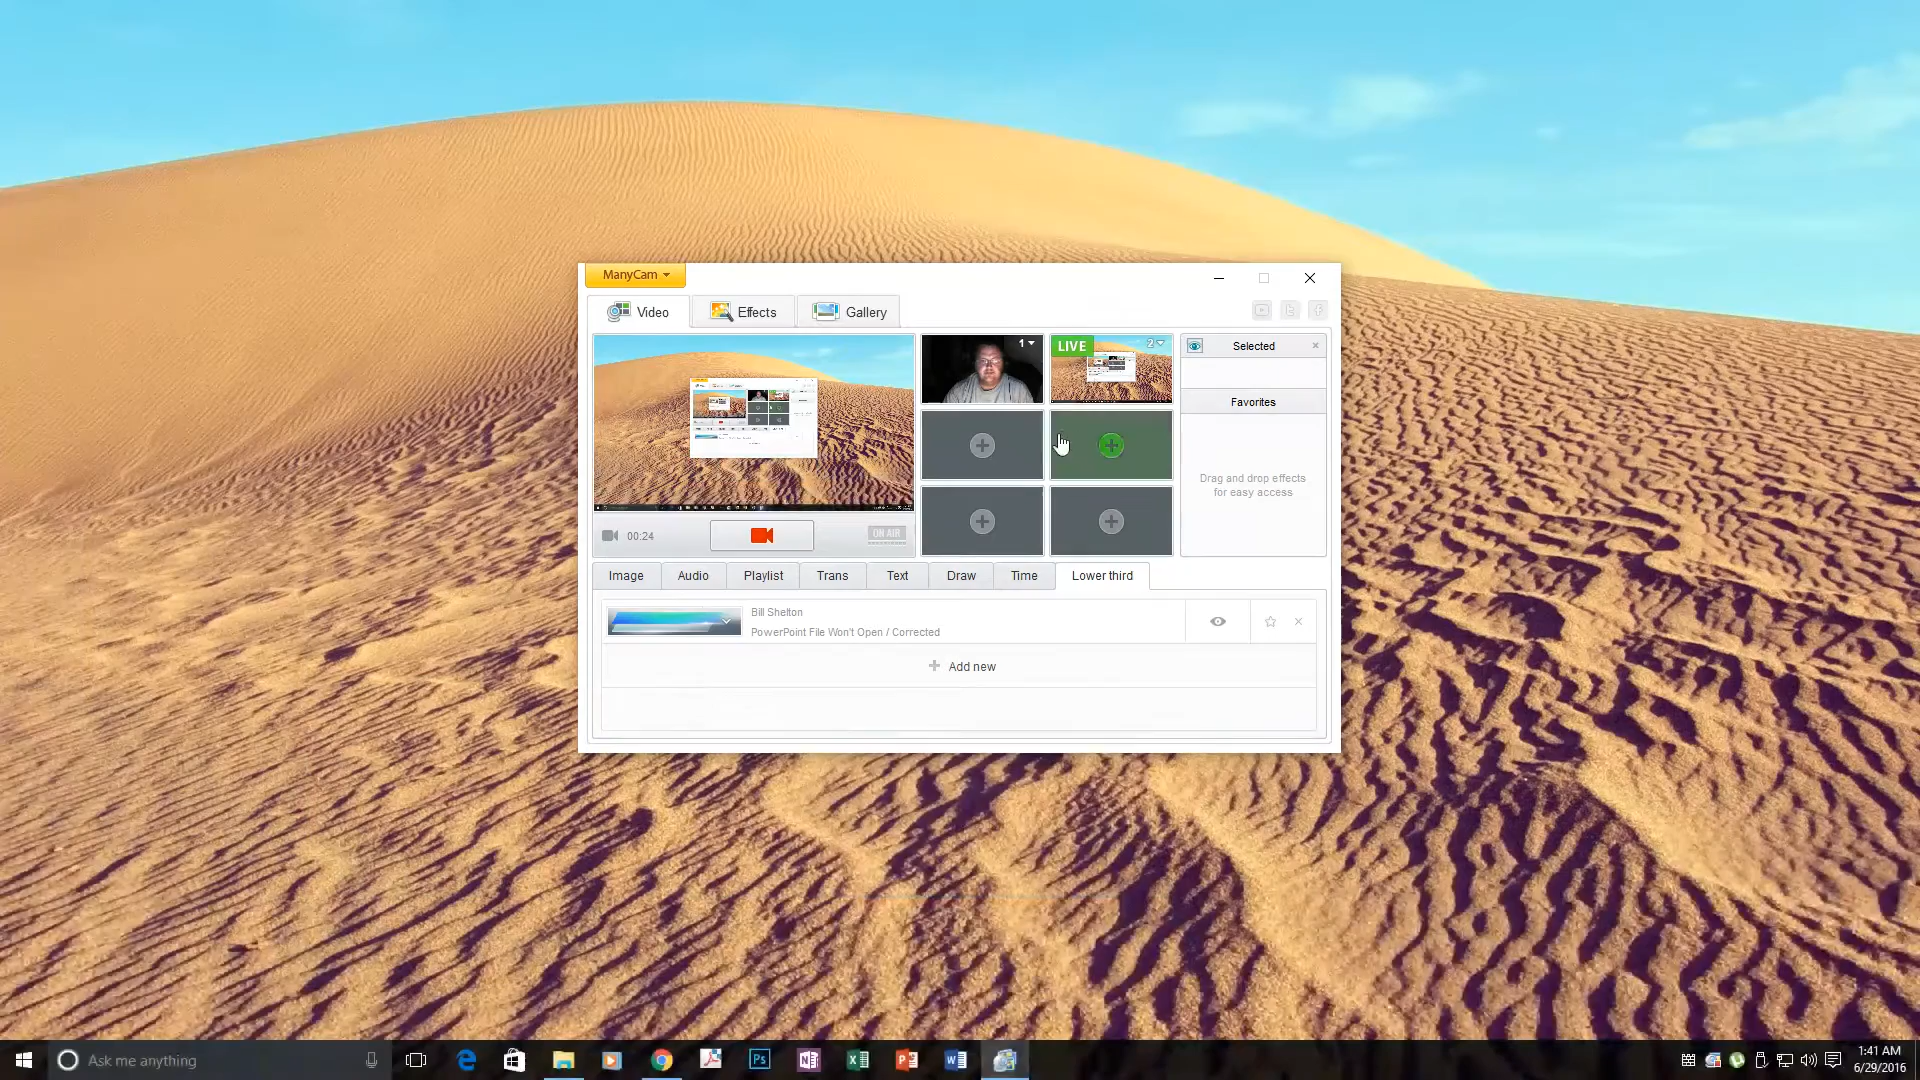 ManyCam
Video
Effects
Gallery
1
LIVE
2
Selected
Favorites
Drag and drop effects
for easy access
00:24
ON AIR
Image
Audio
Playlist
Trans
Text
Draw
Time
Lower third
Bill Shelton
PowerPoint File Won't Open / Corrected
Add new
Ask me anything
1:41 AM
6/29/2016